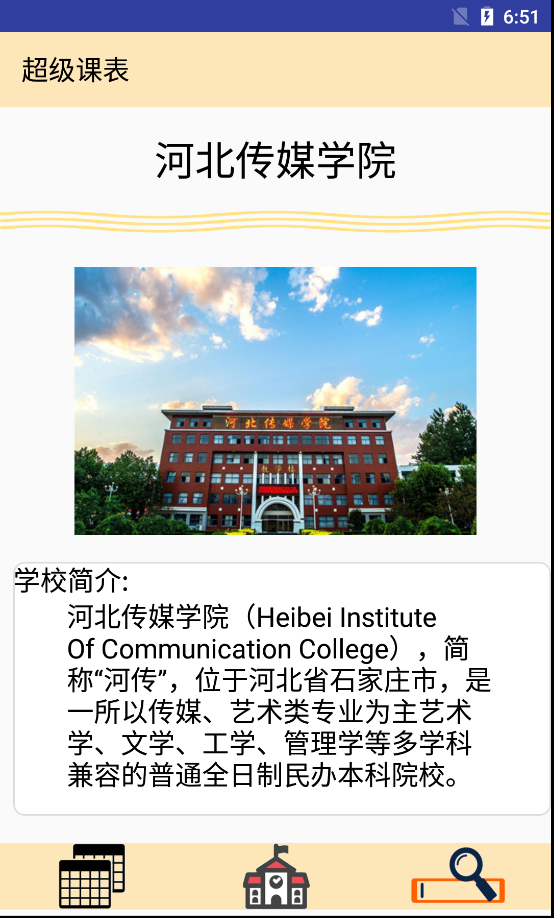 6:51
超级课表
河北传媒学院
河北传媒学院
教学楼
学校简介:
河北传媒学院（Heibei Institute
Of Communication College），简
称“河传”，位于河北省石家庄市，是
一所以传媒、艺术类专业为主艺术
学、文学、工学、管理学等多学科
兼容的普通全日制民办本科院校。